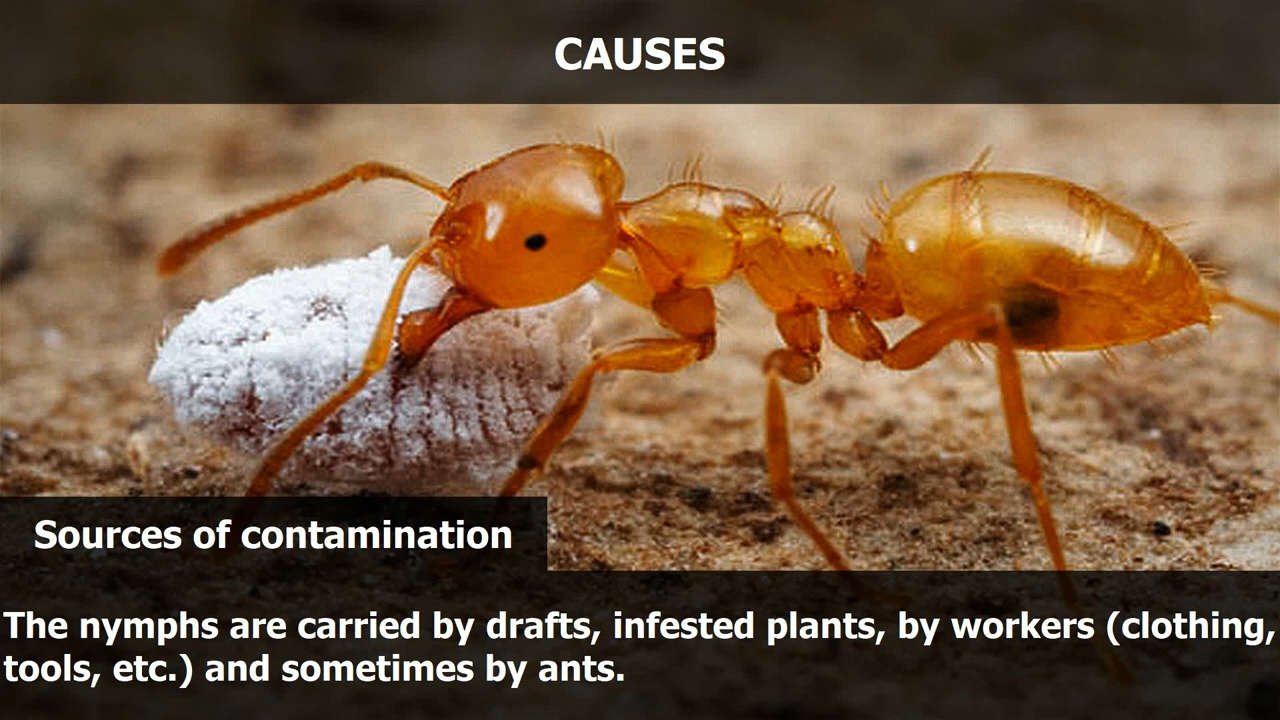 CAUSES
Sources of contamination
The nymphs are carried by drafts, infested plants, by workers (clothing,
tools, etc.) and sometimes by ants.